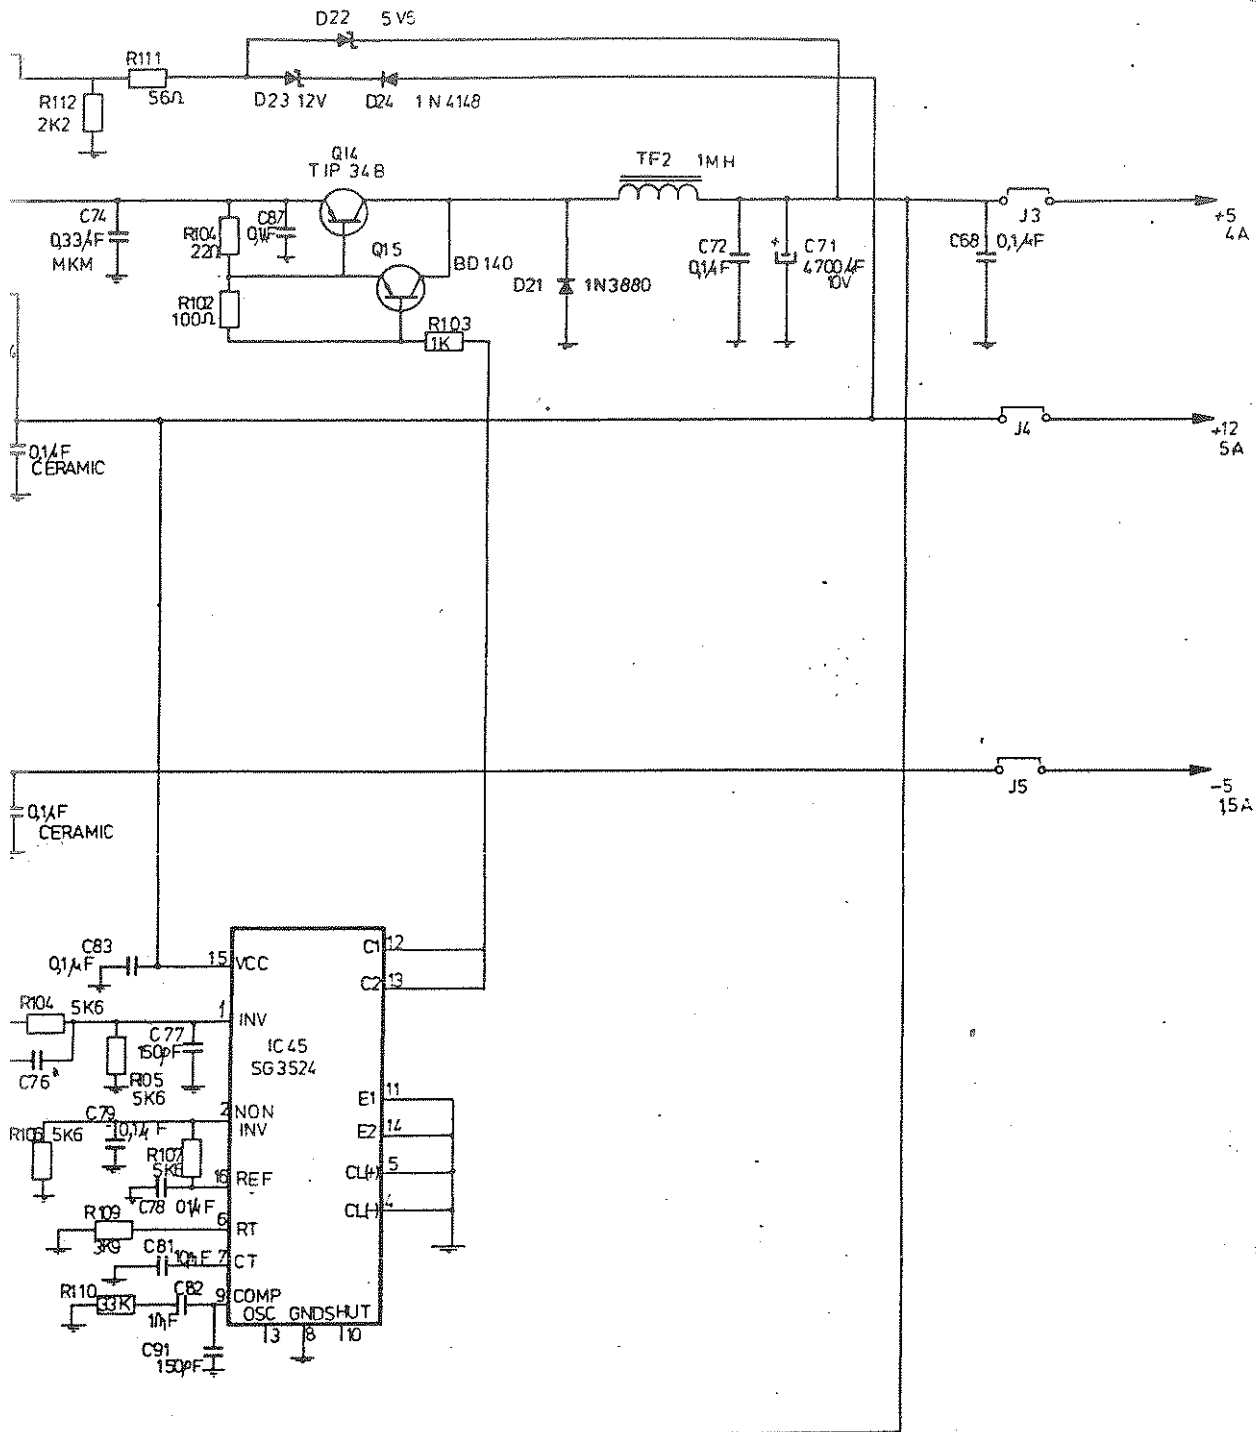 D22 5V6
R111
56Ω
R112
2K2
D23 12V
D24 1N4148
Q14
TIP 34B
TF2 1MH
C74
0,33µF
MKM
R104
22Ω
C87
0,1µF
Q15
BD140
R102
100Ω
R103
1K
D21 1N3880
C72
0,1µF
C71
4700µF
10V
+
C68 0,1µF
J3
+5
4A
J4
+12
5A
0,1µF
CERAMIC
J5
-5
1,5A
0,1µF
CERAMIC
C83
0,1µF
15 VCC
C1 12
C2 13
R104 5K6
1 INV
C77
150pF
C76*
R105
5K6
IC45
SG3524
E1 11
E2 14
CL(+) 5
CL(-) 4
C79
0,1µF
2 NON
INV
R106 5K6
R107
5K6
16 REF
C78 0,1µF
R109
3K9
6 RT
C81 10nF
7 CT
R110
33K
C82
1nF
9 COMP
OSC GND SHUT
3 8 10
C91
150pF